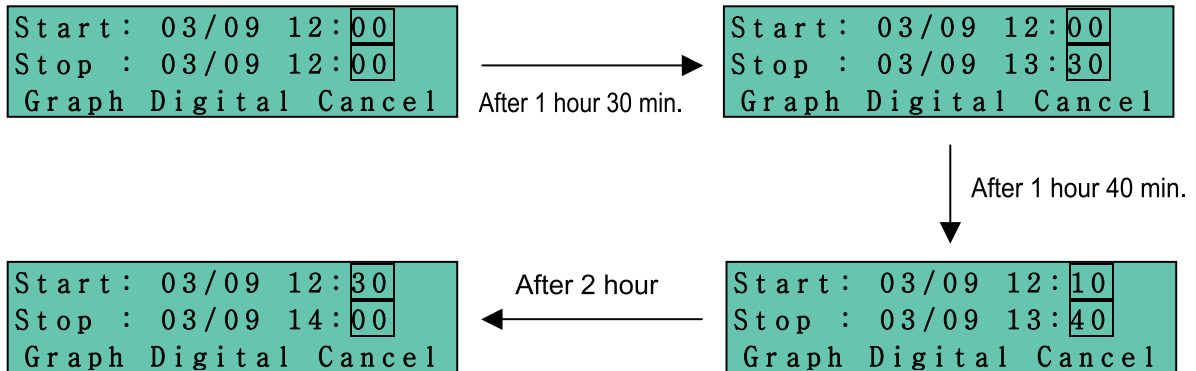 Start: 03/09 12:00
Stop : 03/09 12:00
Graph Digital Cancel
After 1 hour 30 min.
Start: 03/09 12:00
Stop : 03/09 13:30
Graph Digital Cancel
After 1 hour 40 min.
Start: 03/09 12:10
Stop : 03/09 13:40
Graph Digital Cancel
After 2 hour
Start: 03/09 12:30
Stop : 03/09 14:00
Graph Digital Cancel